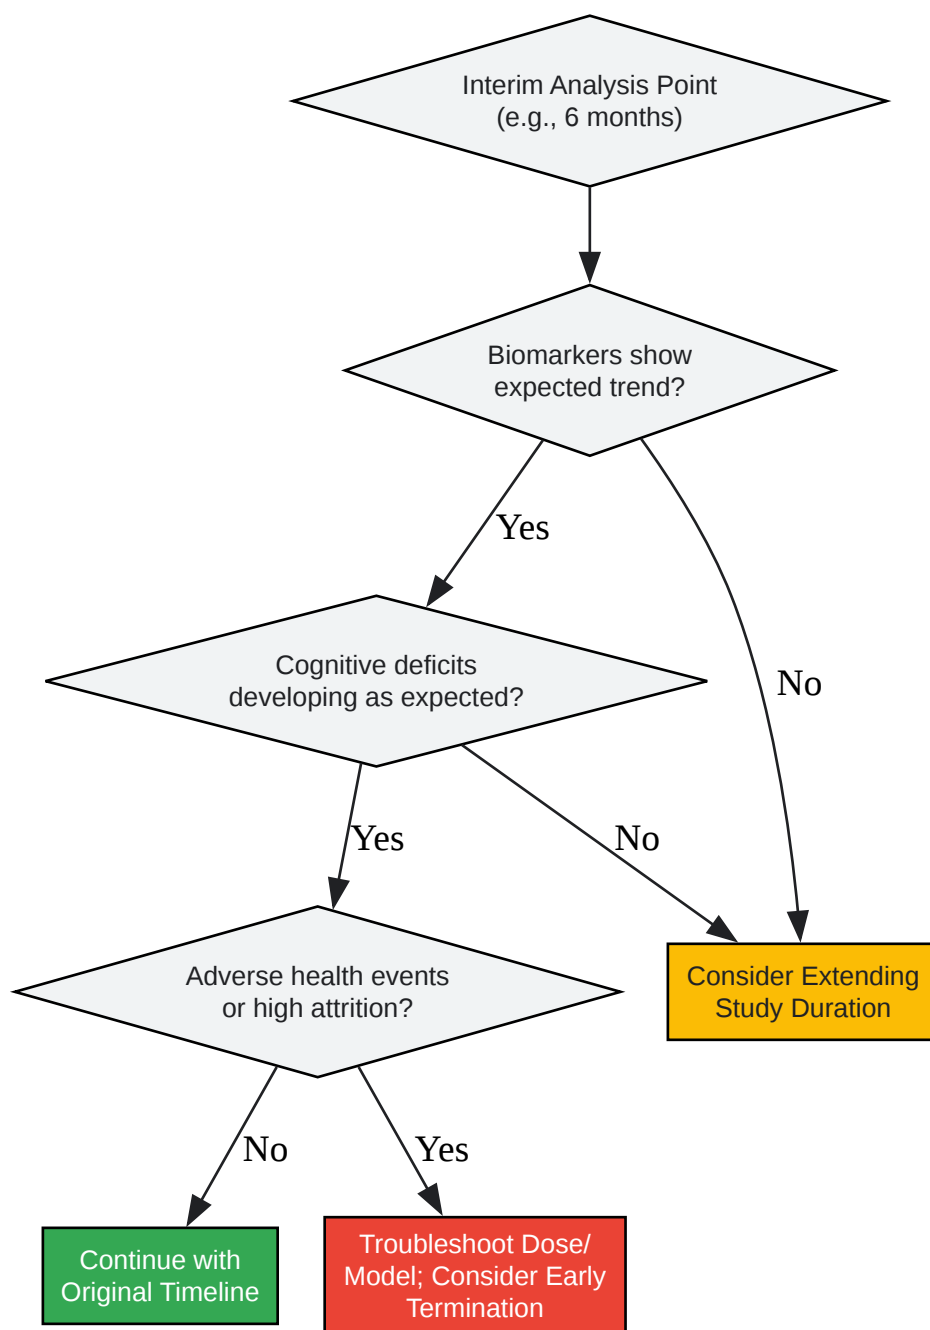 Interim Analysis Point
(e.g., 6 months)
Biomarkers show
expected trend?
Yes
No
Cognitive deficits
developing as expected?
Yes
No
Adverse health events
or high attrition?
Consider Extending
Study Duration
No
Yes
Continue with
Original Timeline
Troubleshoot Dose/
Model; Consider Early
Termination